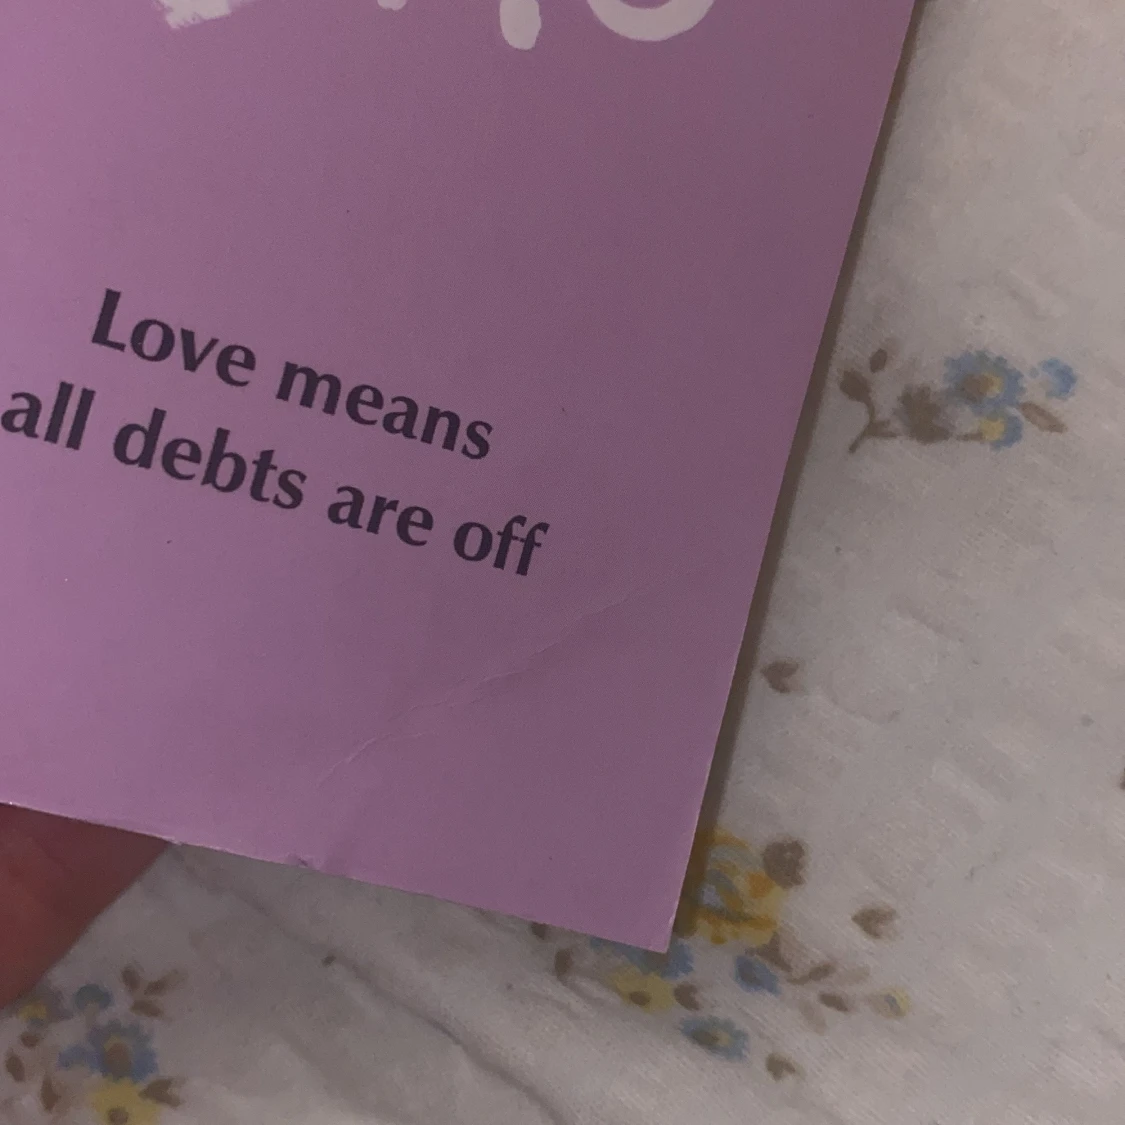 Love means
all debts are off